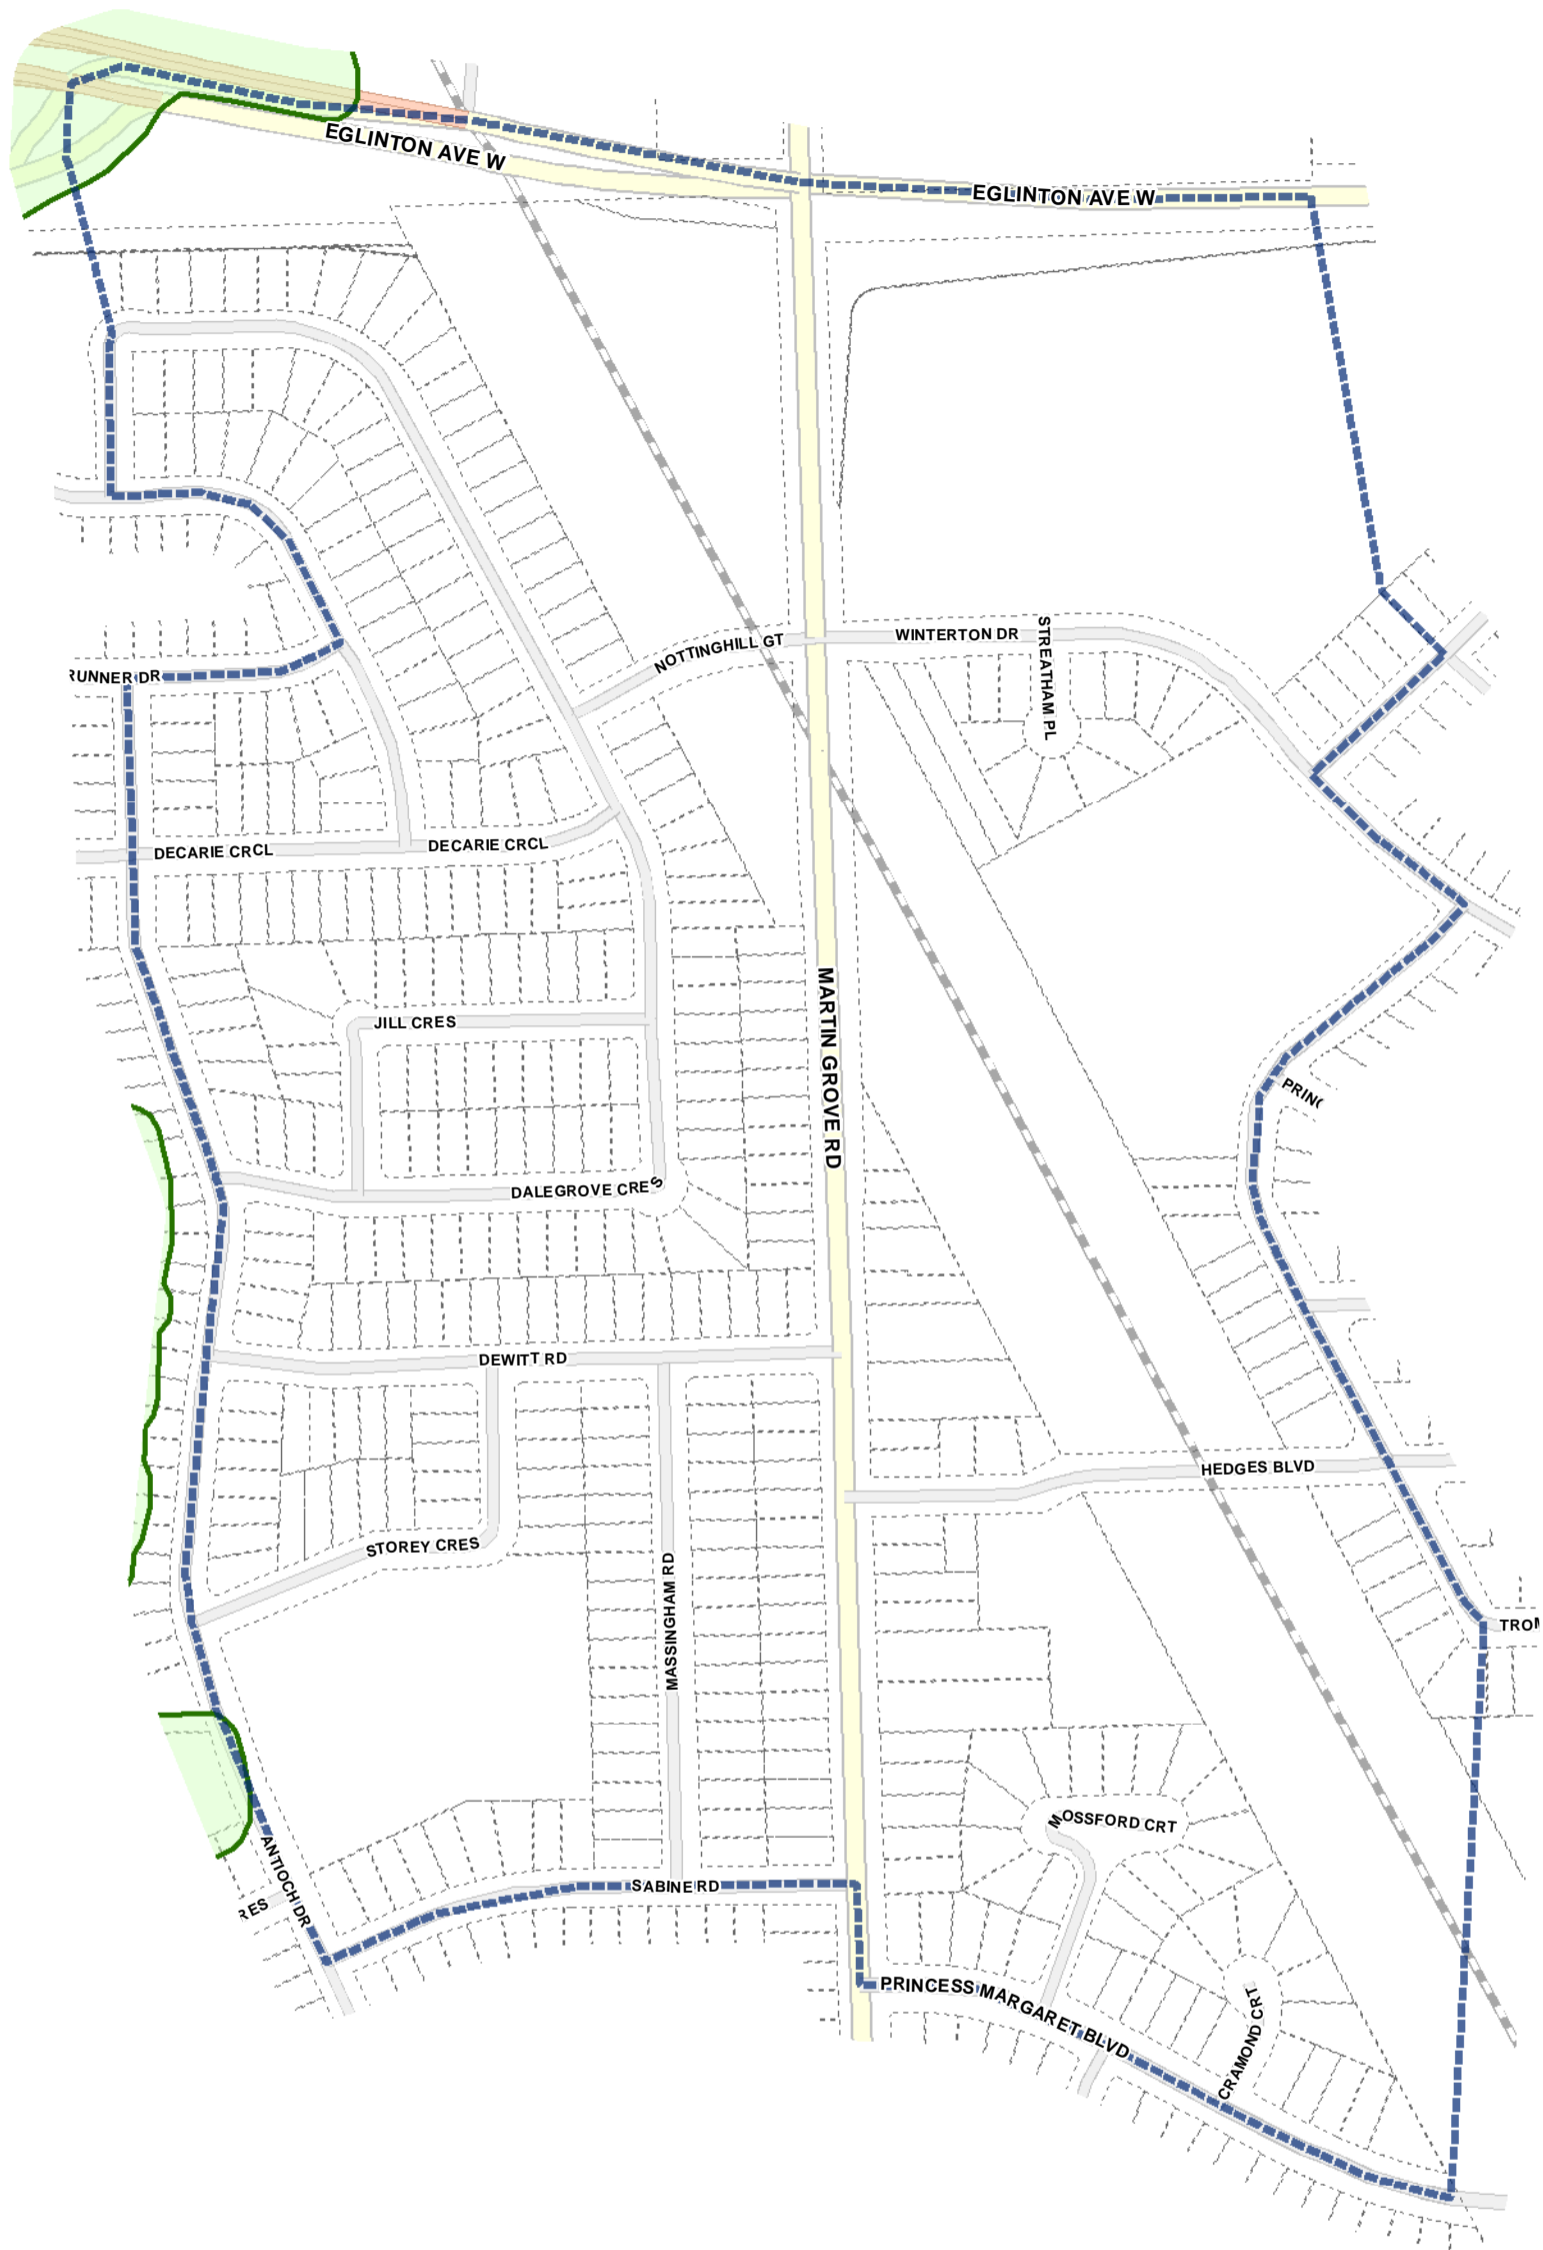 EGLINTON AVE W
EGLINTON AVE W
NOTTINGHILL GT
WINTERTON DR
STREATHAM PL
RUNNER DR
DECARIE CRCL
DECARIE CRCL
MARTIN GROVE RD
JILL CRES
PRINC
DALEGROVE CRES
DEWITT RD
HEDGES BLVD
STOREY CRES
MASSINGHAM RD
TROM
MOSSFORD CRT
ANTIOCH DR
SABINE RD
RES
PRINCESS MARGARET BLVD
CRAMOND CRT